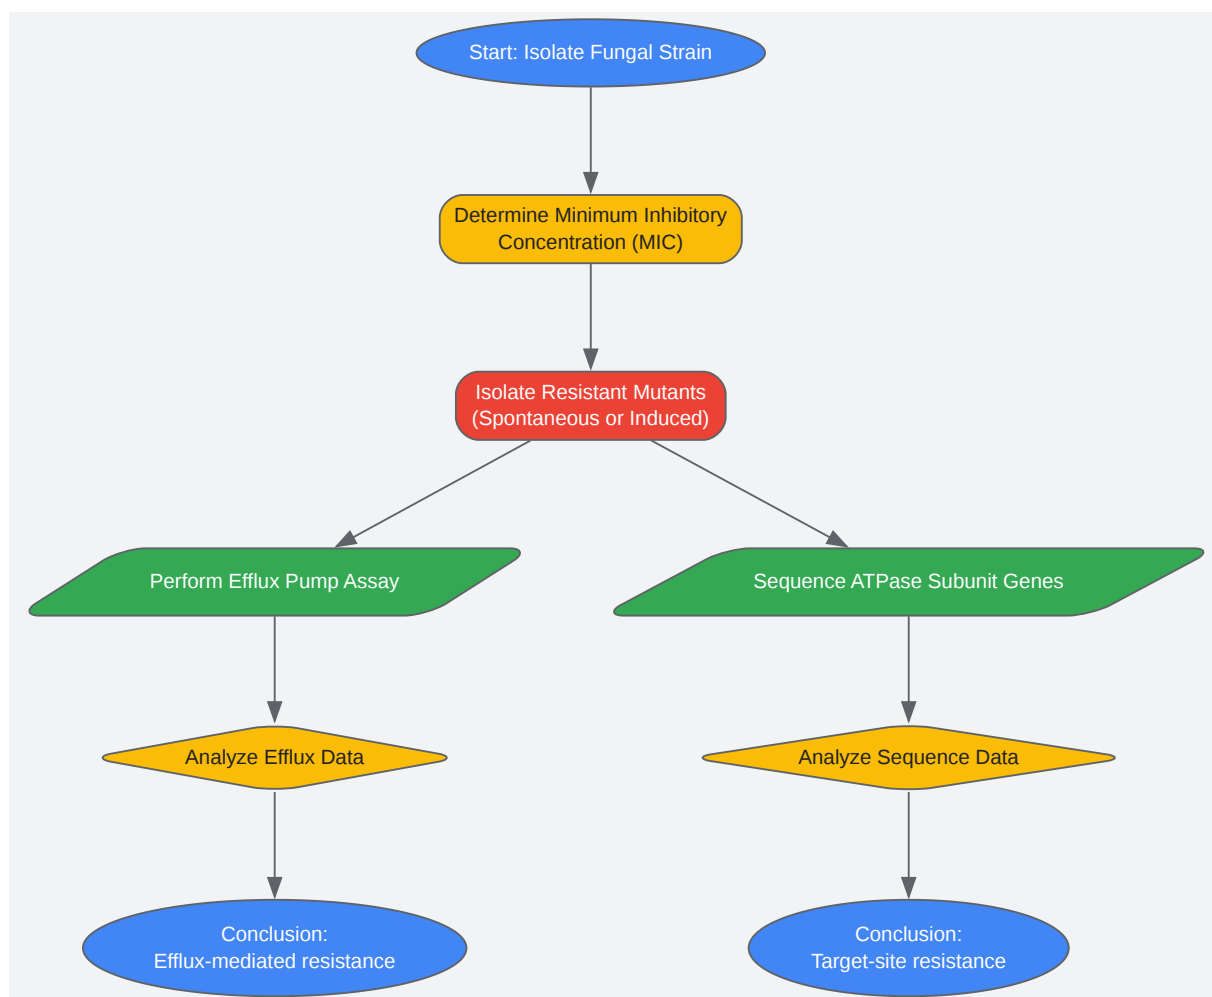 Start: Isolate Fungal Strain
Determine Minimum Inhibitory
Concentration (MIC)
Isolate Resistant Mutants
(Spontaneous or Induced)
Perform Efflux Pump Assay
Sequence ATPase Subunit Genes
Analyze Efflux Data
Analyze Sequence Data
Conclusion:
Efflux-mediated resistance
Conclusion:
Target-site resistance